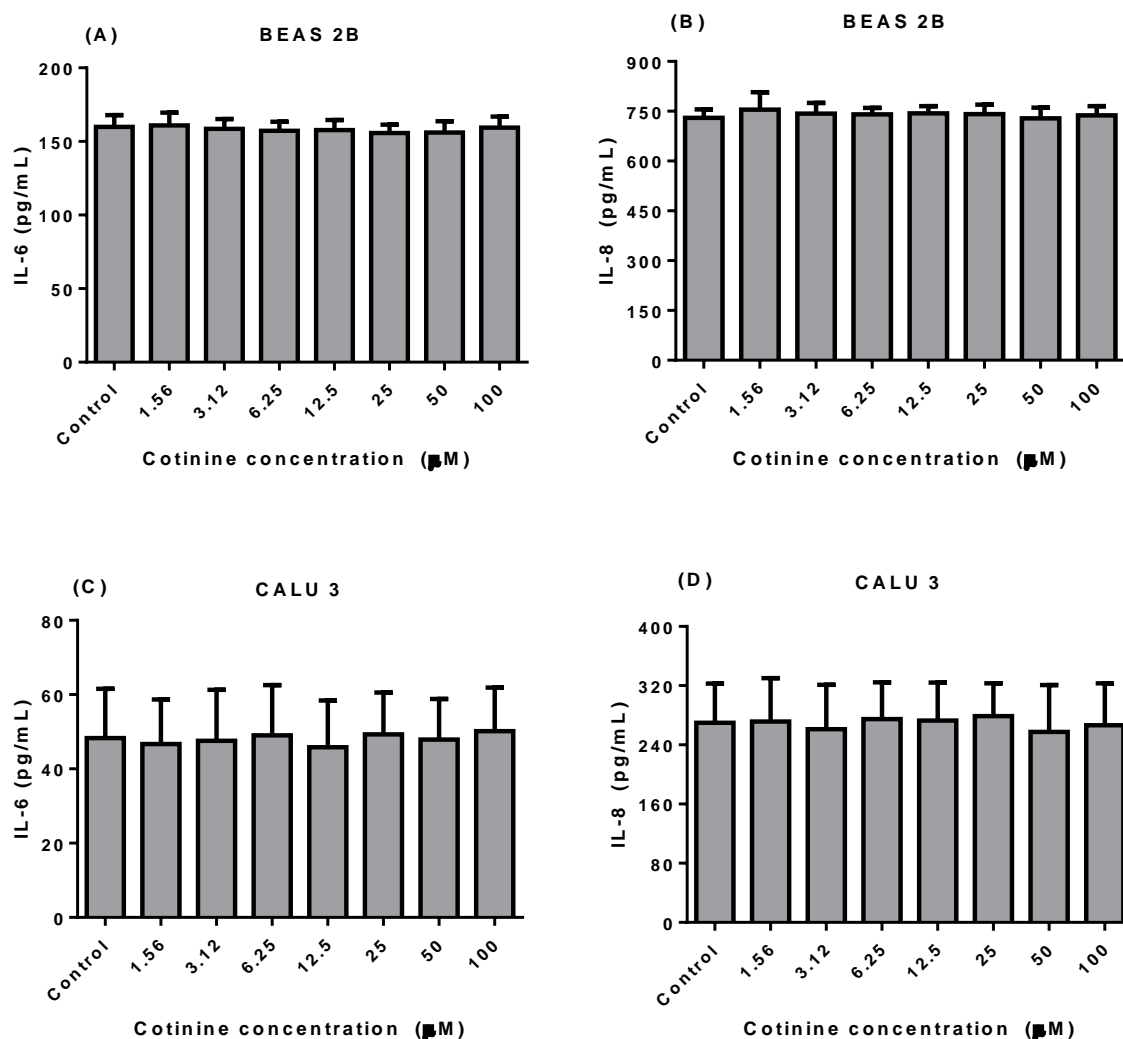 (A) BEAS 2B
200
150
100
50
0
IL-6 (pg/mL)
Control 1.56 3.12 6.25 12.5 25 50 100
Cotinine concentration (µM)
(B) BEAS 2B
900
750
600
450
300
150
0
IL-8 (pg/mL)
Control 1.56 3.12 6.25 12.5 25 50 100
Cotinine concentration (µM)
(C) CALU 3
80
60
40
20
0
IL-6 (pg/mL)
Control 1.56 3.12 6.25 12.5 25 50 100
Cotinine concentration (µM)
(D) CALU 3
400
320
240
160
80
0
IL-8 (pg/mL)
Control 1.56 3.12 6.25 12.5 25 50 100
Cotinine concentration (µM)